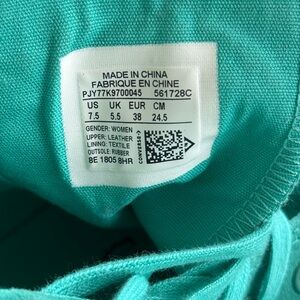 MADE IN CHINA
FABRIQUE EN CHINE
PJY77K9700045 561728C
US UK EUR CM
7.5 5.5 38 24.5
GENDER: WOMEN
UPPER: LEATHER
LINING: TEXTILE
OUTSOLE: RUBBER
8E 1805 8HR
CONVERSE